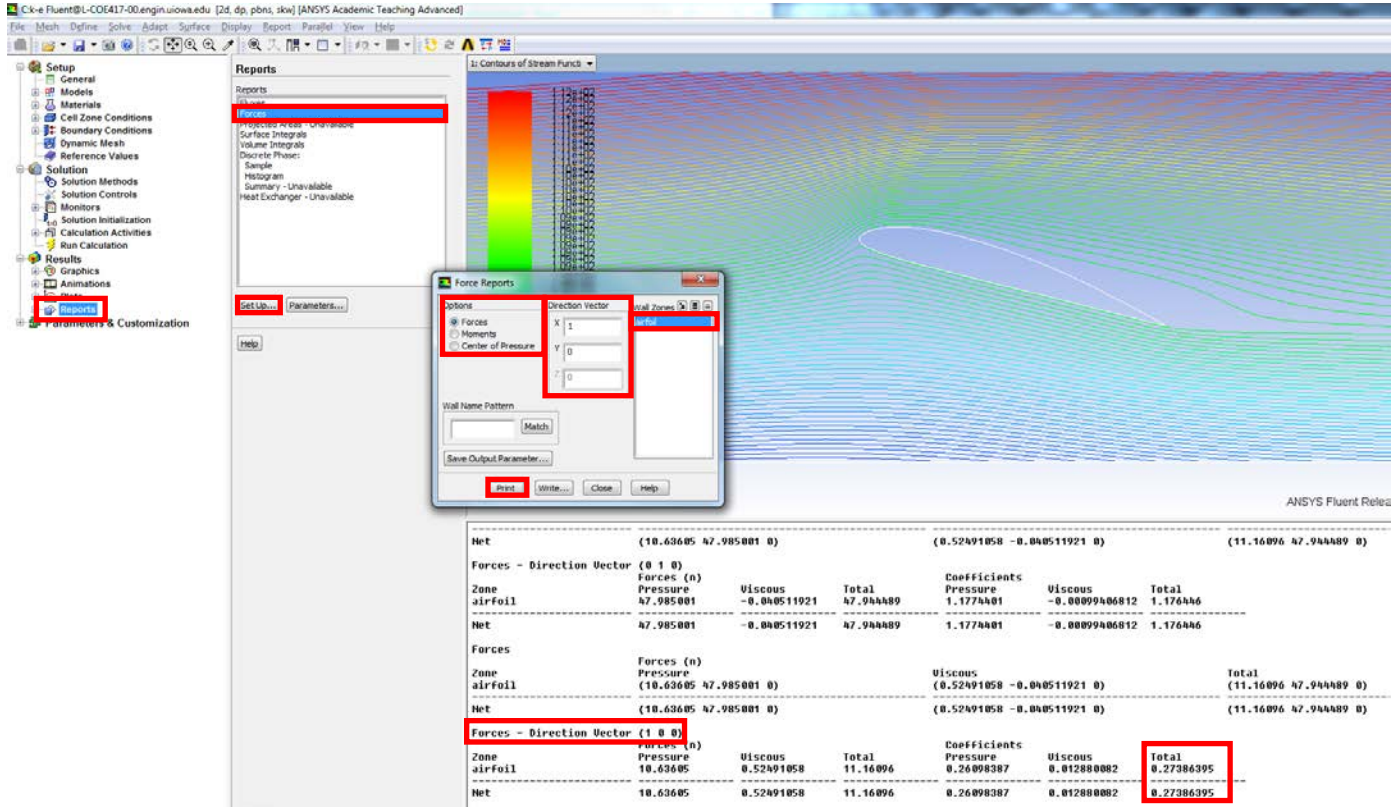 C:k-e Fluent@L-COE417-00.engin.uiowa.edu [2d, dp, pbns, skw] [ANSYS Academic Teaching Advanced]
File Mesh Define Solve Adapt Surface Display Report Parallel View Help
Setup
General
Models
Materials
Cell Zone Conditions
Boundary Conditions
Dynamic Mesh
Reference Values
Solution
Solution Methods
Solution Controls
Monitors
Solution Initialization
Calculation Activities
Run Calculation
Results
Graphics
Animations
Plots
Reports
Parameters & Customization
Reports
Reports
Fluxes
Forces
Projected Areas - Unavailable
Surface Integrals
Volume Integrals
Discrete Phase:
Sample
Histogram
Summary - Unavailable
Heat Exchanger - Unavailable
Set Up... Parameters...
Help
1: Contours of Stream Functi
Force Reports
Options
Forces
Moments
Center of Pressure
Direction Vector
X 1
Y 0
Z 0
Wall Zones
airfoil
Wall Name Pattern
Match
Save Output Parameter...
Print Write... Close Help
ANSYS Fluent Relea
Net (10.63605 47.985001 0) (0.52491058 -0.040511921 0) (11.16096 47.944489 0)
Forces - Direction Vector (0 1 0)
Forces (n) Coefficients
Zone Pressure Viscous Total Pressure Viscous Total
airfoil 47.985001 -0.040511921 47.944489 1.1774401 -0.00099406812 1.176446
Net 47.985001 -0.040511921 47.944489 1.1774401 -0.00099406812 1.176446
Forces
Forces (n)
Zone Pressure Viscous Total
airfoil (10.63605 47.985001 0) (0.52491058 -0.040511921 0) (11.16096 47.944489 0)
Net (10.63605 47.985001 0) (0.52491058 -0.040511921 0) (11.16096 47.944489 0)
Forces - Direction Vector (1 0 0)
Forces (n) Coefficients
Zone Pressure Viscous Total Pressure Viscous Total
airfoil 10.63605 0.52491058 11.16096 0.26098387 0.012880082 0.27386395
Net 10.63605 0.52491058 11.16096 0.26098387 0.012880082 0.27386395